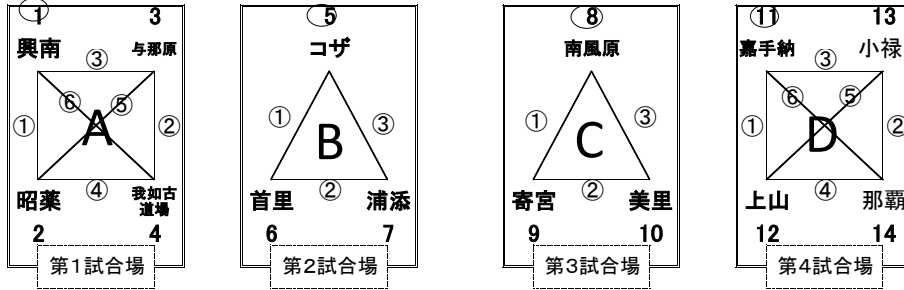 1 3 5 8 11 13
興南 与那原 コザ 南風原 嘉手納 小禄
③ ③
⑥ ⑤ ⑥ ⑤
① A ② ① B ③ ① C ③ ① D ②
④ ② ② ④
昭薬 我如古 首里 浦添 寄宮 美里 上山 那覇
道場
2 4 6 7 9 10 12 14
第1試合場 第2試合場 第3試合場 第4試合場